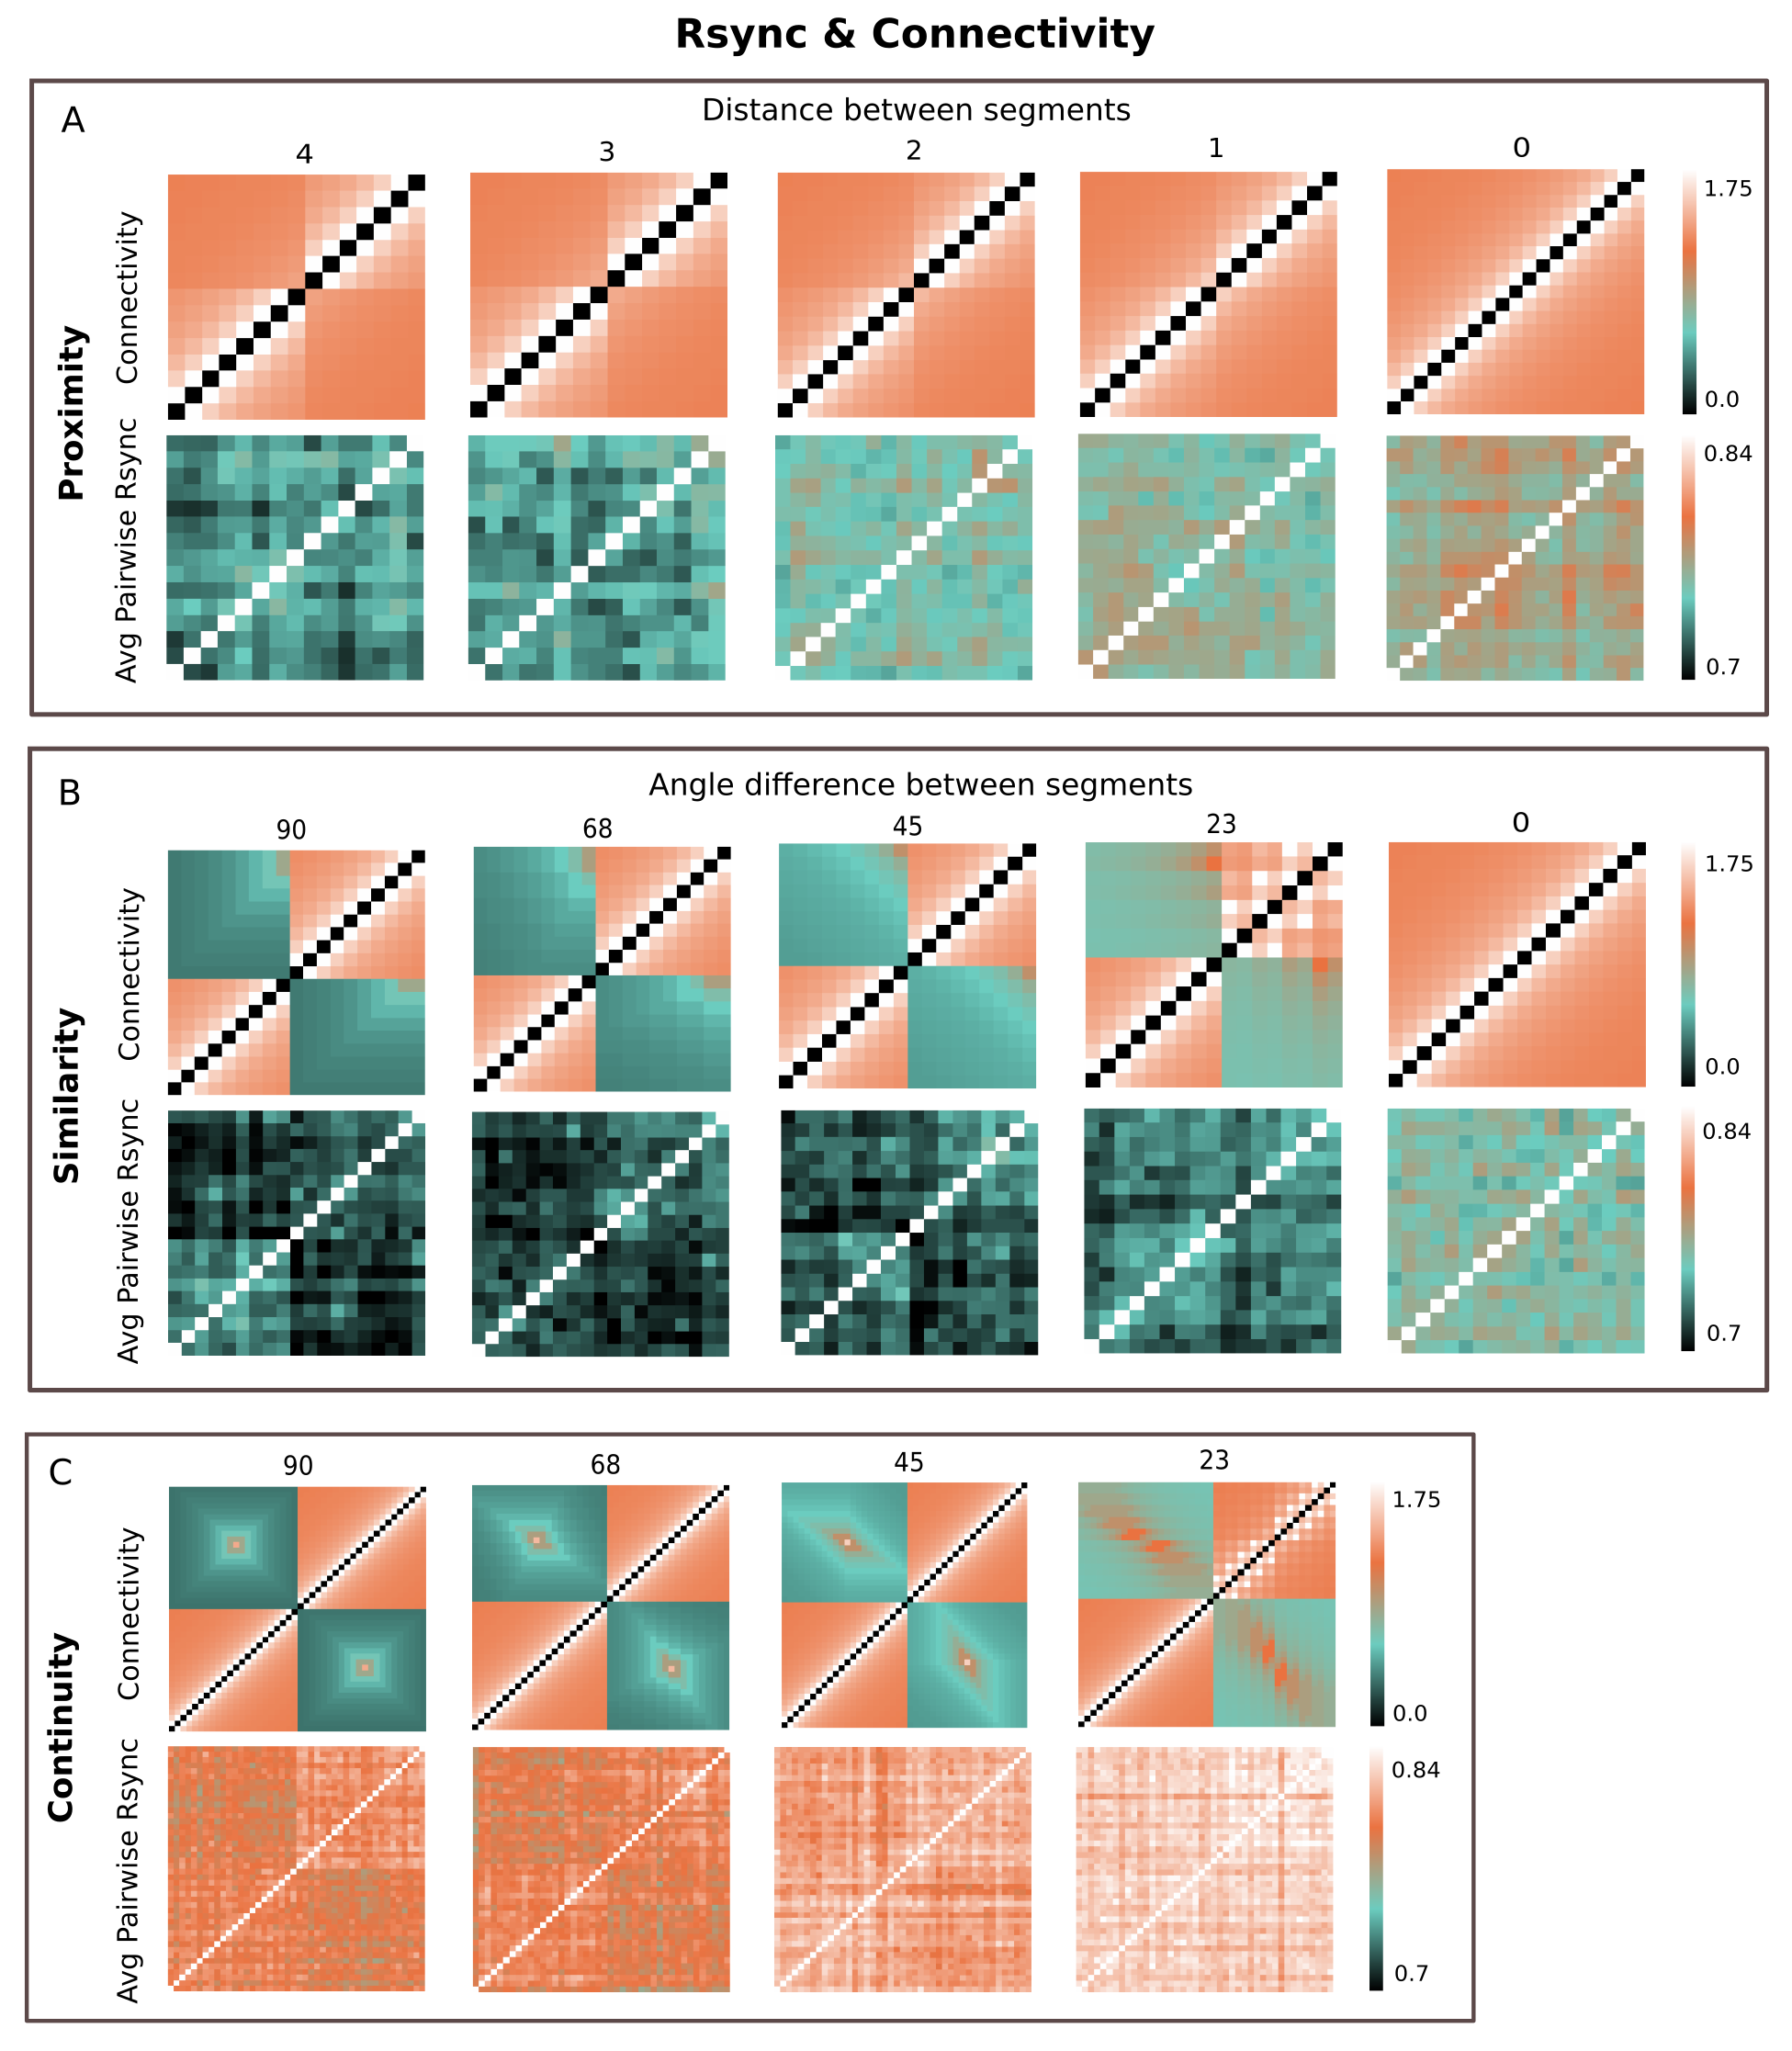 Rsync & Connectivity
A
Distance between segments
4 3 2 1 0
Proximity
Connectivity
1.75
0.0
Avg Pairwise Rsync
0.84
0.7
B
Angle difference between segments
90 68 45 23 0
Similarity
Connectivity
1.75
0.0
Avg Pairwise Rsync
0.84
0.7
C
90 68 45 23
Continuity
Connectivity
1.75
0.0
Avg Pairwise Rsync
0.84
0.7